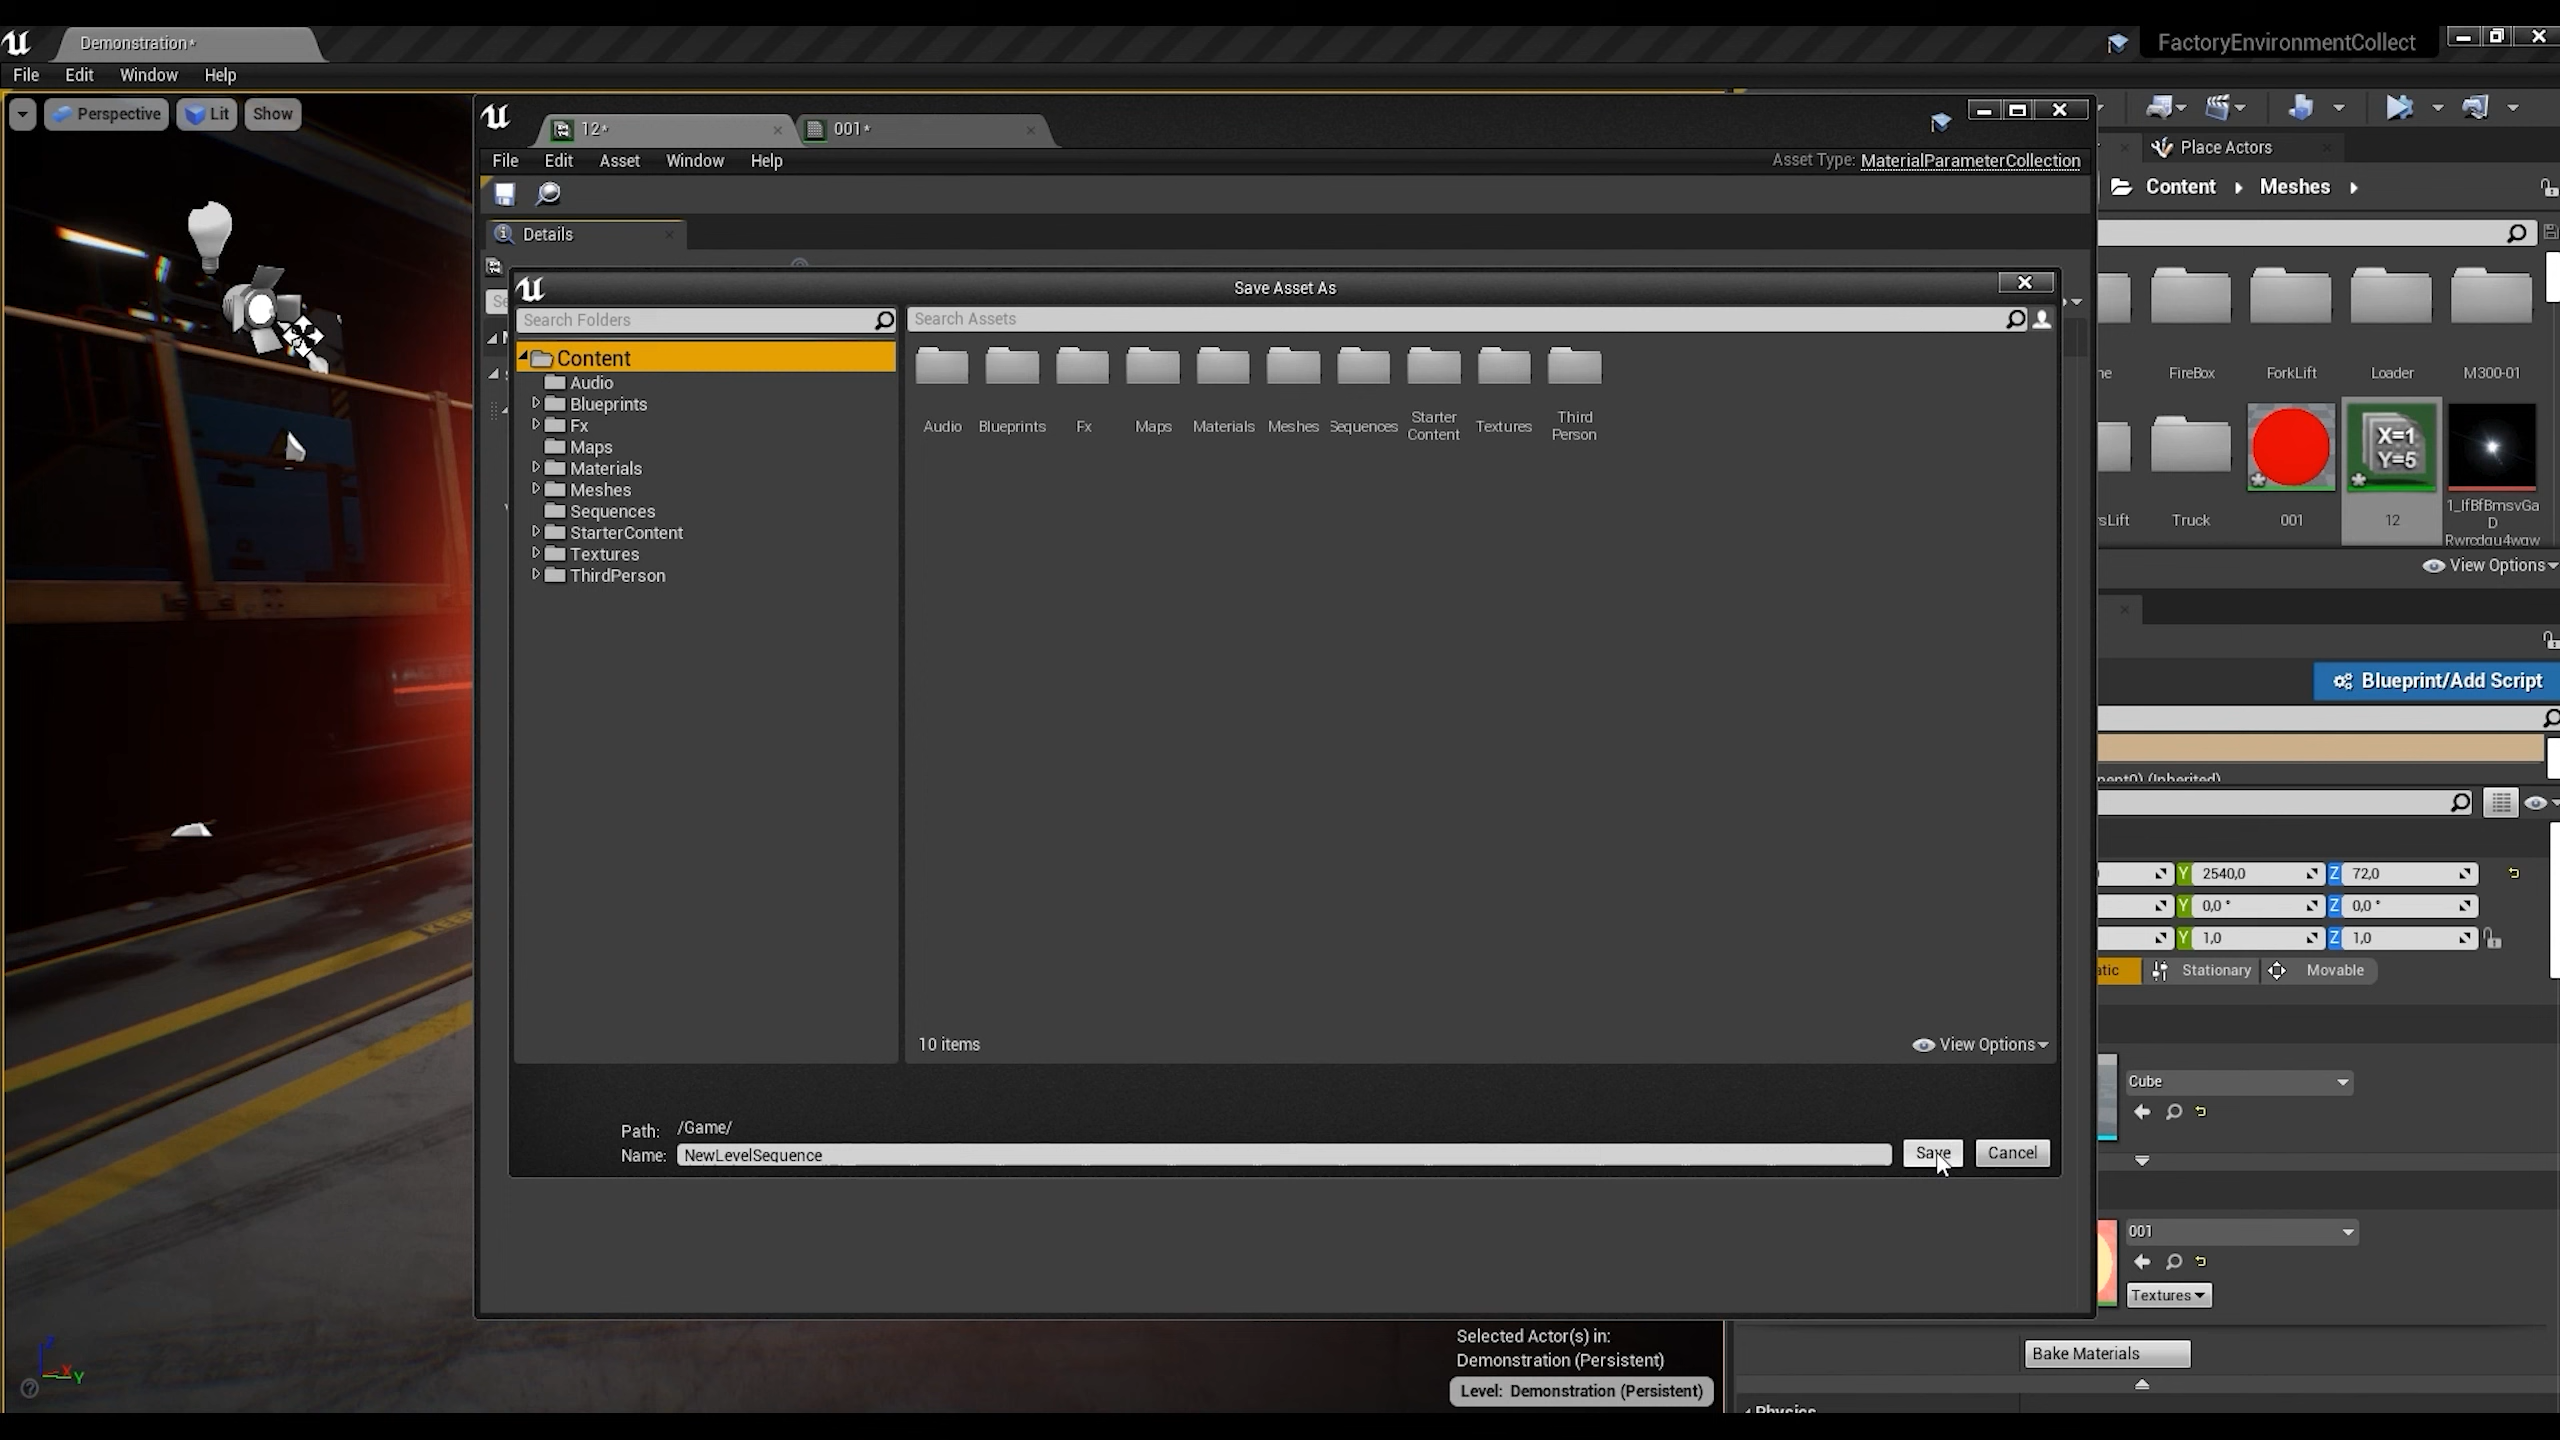 Demonstration*
FactoryEnvironmentCollect
File Edit Window Help
Perspective Lit Show
12*
001*
File Edit Asset Window Help
Asset Type: MaterialParameterCollection
Details
Place Actors
Content Meshes
Save Asset As
Search Folders
Search Assets
Content
Audio
Blueprints
Fx
Maps
Materials
Meshes
Sequences
StarterContent
Textures
ThirdPerson
Audio Blueprints Fx Maps Materials Meshes Sequences Starter Content Textures Third Person
10 items
View Options
Path: /Game/
Name: NewLevelSequence
Save Cancel
FireBox ForkLift Loader M300-01
X=1
Y=5
sLift Truck 001 12
View Options
Blueprint/Add Script
(Inherited)
Y 2540,0 Z 72,0
Y 0,0 ° Z 0,0 °
Y 1,0 Z 1,0
Stationary Movable
Cube
001
Textures
Bake Materials
Physics
Selected Actor(s) in:
Demonstration (Persistent)
Level: Demonstration (Persistent)
Z
X
Y